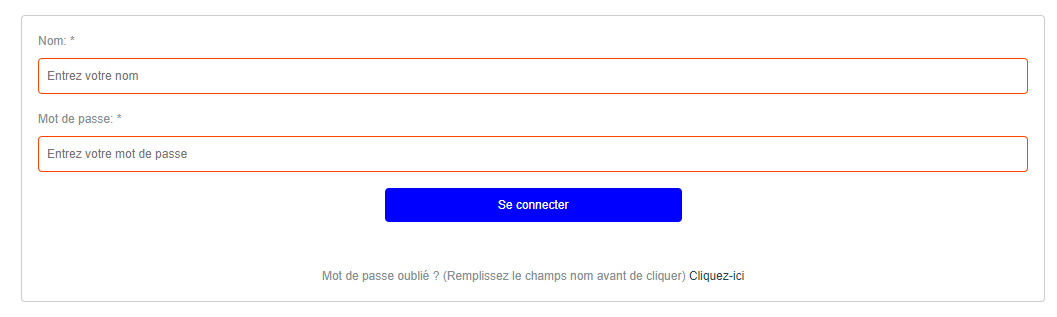 Nom: *
Entrez votre nom
Mot de passe: *
Entrez votre mot de passe
Se connecter
Mot de passe oublié ? (Remplissez le champs nom avant de cliquer) Cliquez-ici